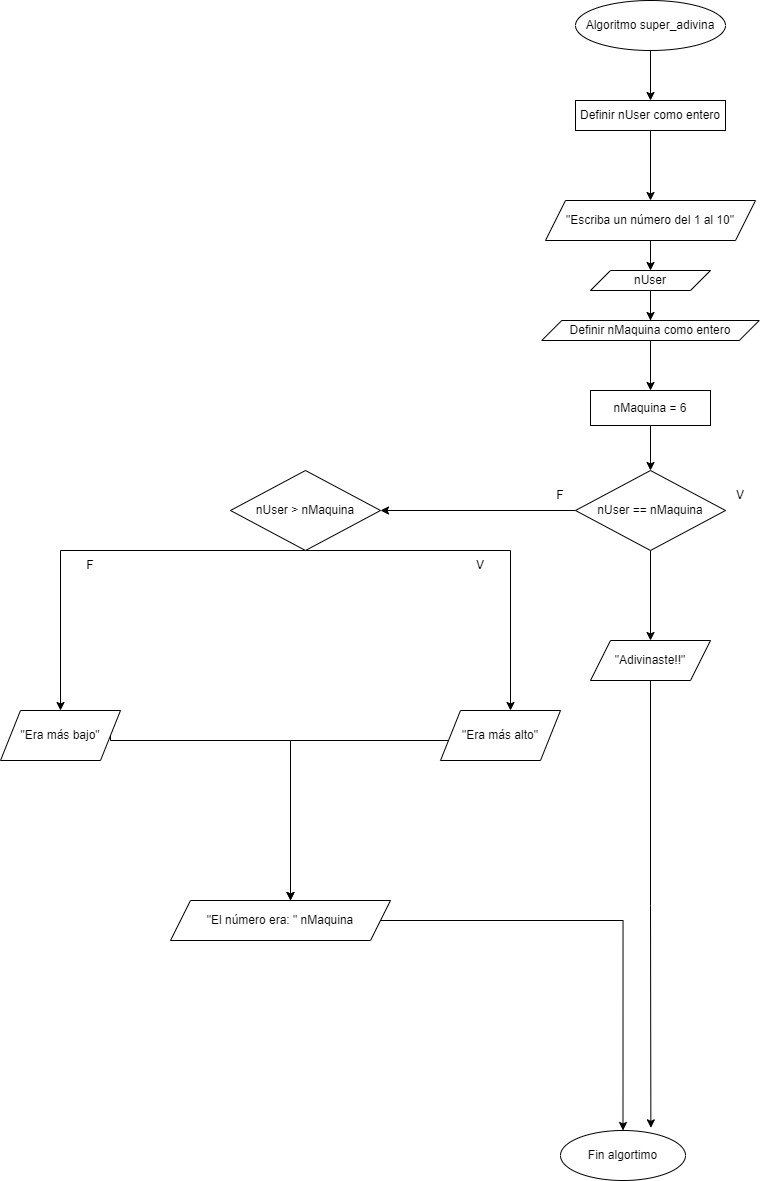 Algoritmo super_adivina
Definir nUser como entero
"Escriba un número del 1 al 10"
nUser
Definir nMaquina como entero
nMaquina = 6
F
V
nUser > nMaquina
nUser == nMaquina
F
V
"Adivinaste!!"
"Era más bajo"
"Era más alto"
"El número era: " nMaquina
Fin algortimo